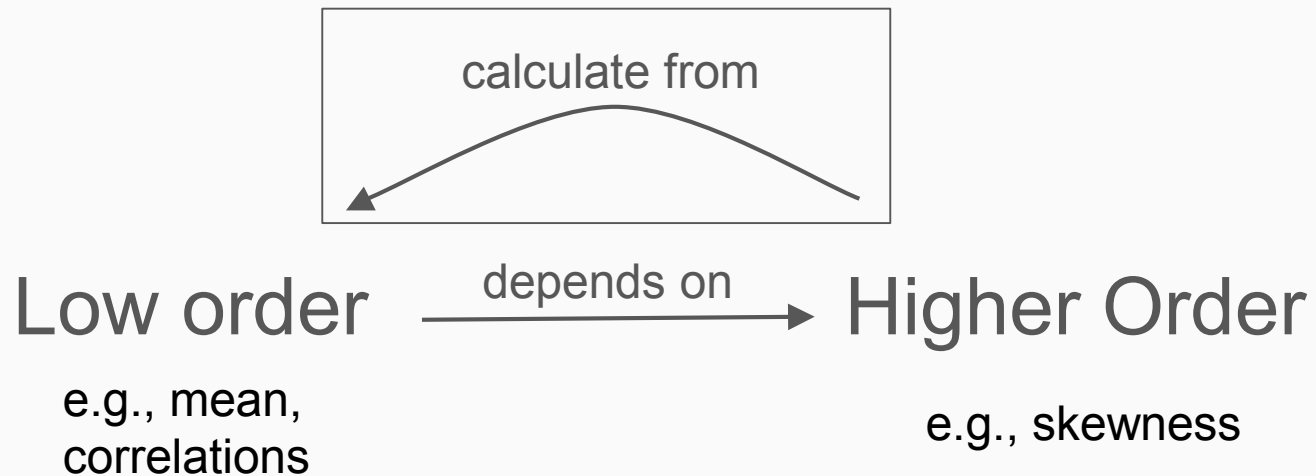 calculate from
Low order
depends on
Higher Order
e.g., mean,
correlations
e.g., skewness